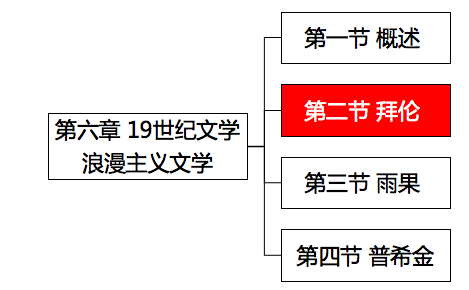 第一节 概述
第二节 拜伦
第六章 19世纪文学
浪漫主义文学
第三节 雨果
第四节 普希金